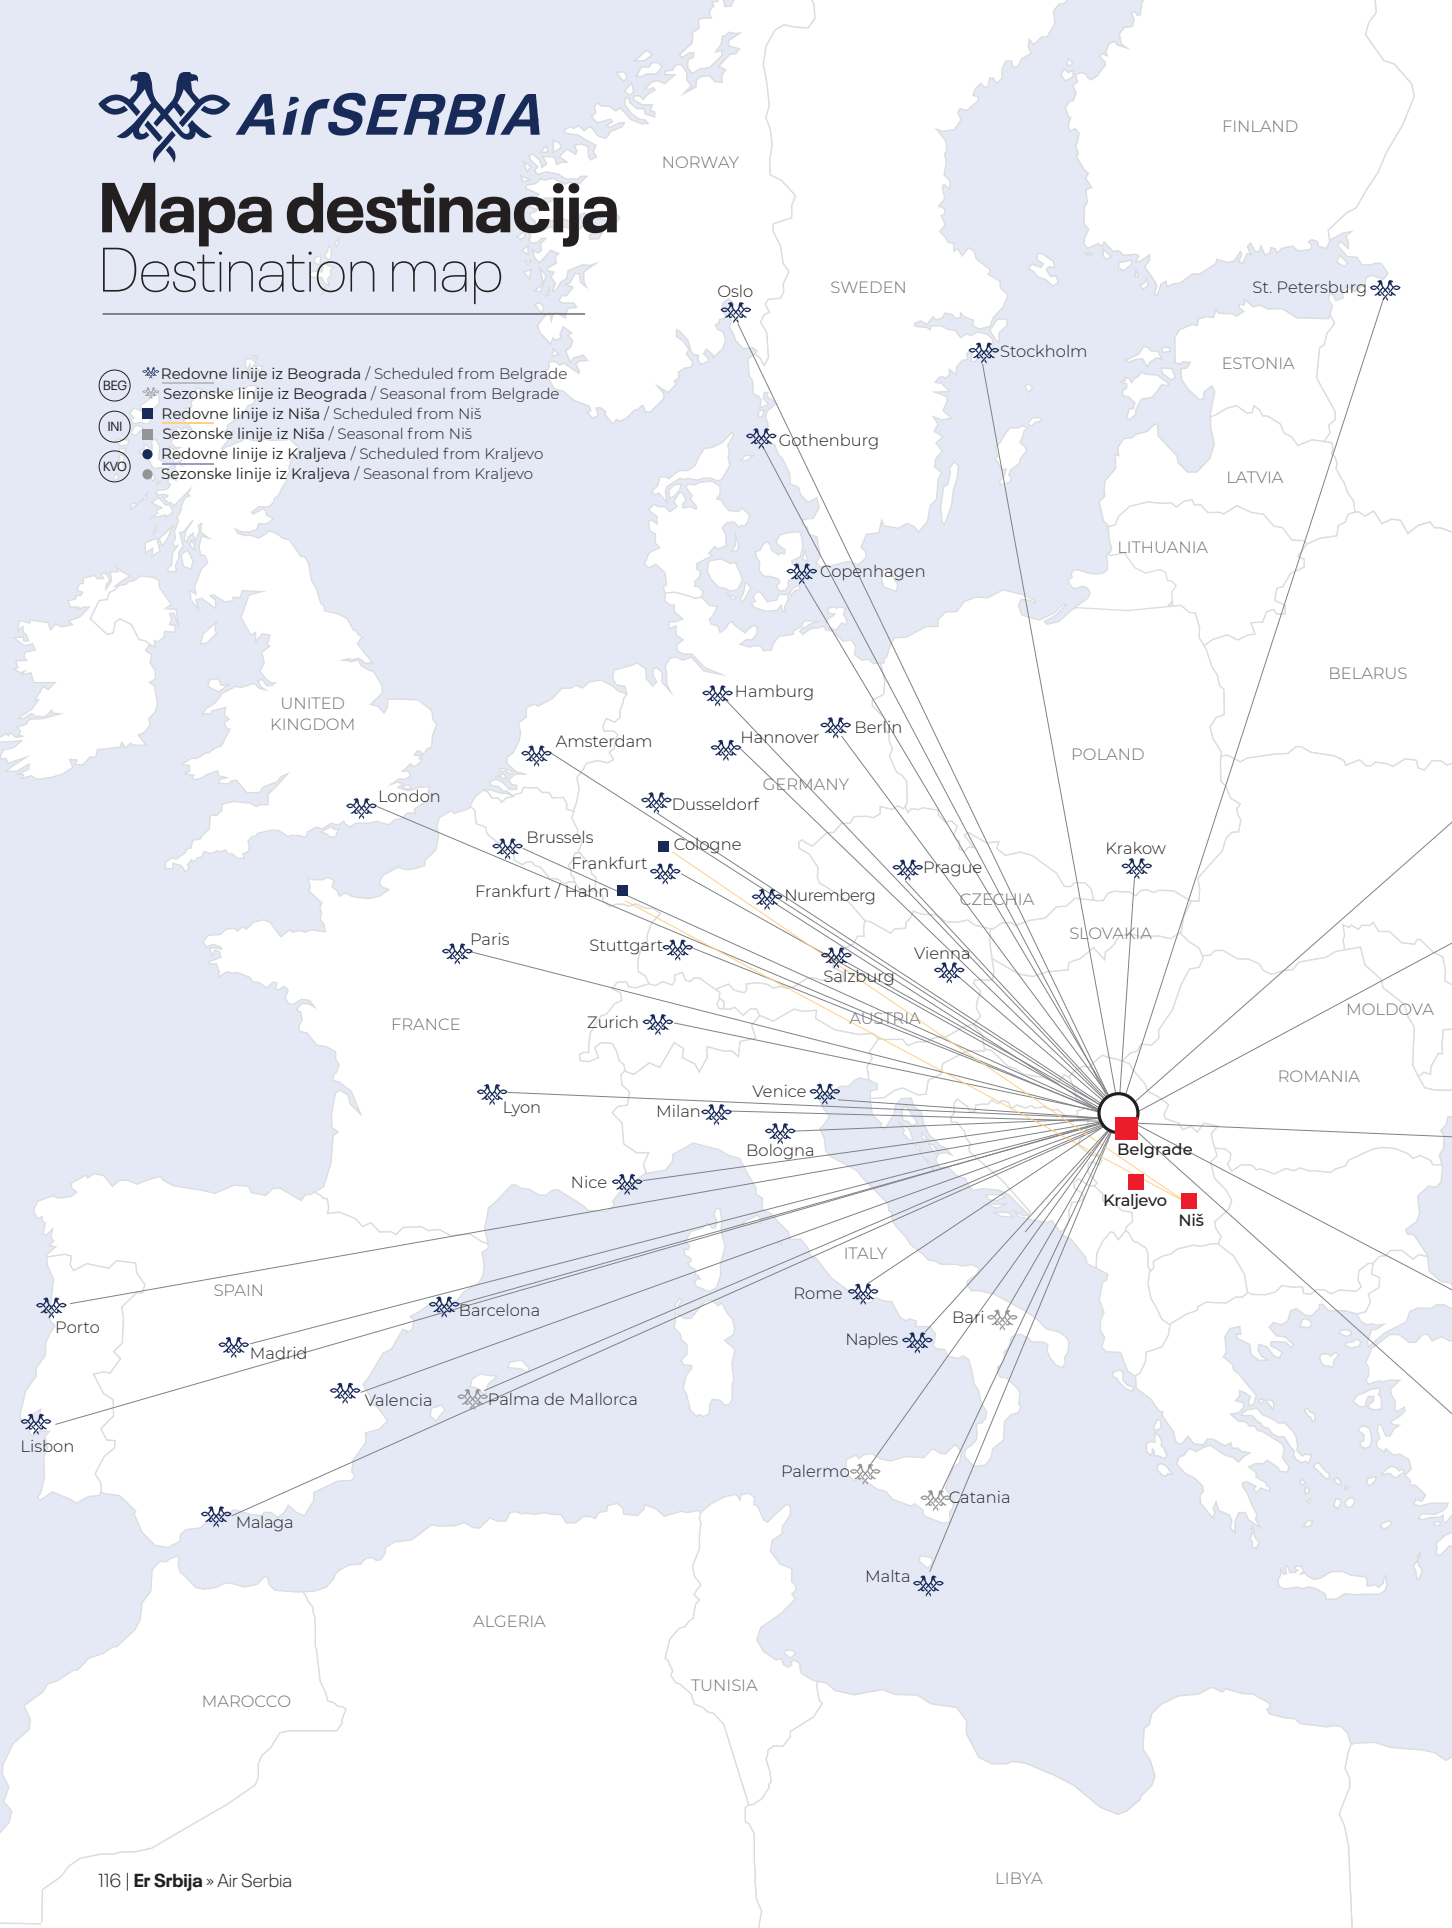 AirSERBIA
Mapa destinacija
Destination map
BEG
Redovne linije iz Beograda / Scheduled from Belgrade
Sezonske linije iz Beograda / Seasonal from Belgrade
INI
Redovne linije iz Niša / Scheduled from Niš
Sezonske linije iz Niša / Seasonal from Niš
KVO
Redovne linije iz Kraljeva / Scheduled from Kraljevo
Sezonske linije iz Kraljeva / Seasonal from Kraljevo
FINLAND
NORWAY
SWEDEN
St. Petersburg
Oslo
Stockholm
ESTONIA
Gothenburg
LATVIA
LITHUANIA
Copenhagen
BELARUS
UNITED
KINGDOM
Hamburg
Berlin
Hannover
Amsterdam
POLAND
GERMANY
London
Dusseldorf
Brussels
Cologne
Krakow
Frankfurt
Prague
Frankfurt / Hahn
Nuremberg
CZECHIA
SLOVAKIA
Paris
Stuttgart
Vienna
Salzburg
MOLDOVA
AUSTRIA
Zurich
FRANCE
ROMANIA
Venice
Lyon
Milan
Bologna
Belgrade
Nice
Kraljevo
Niš
ITALY
SPAIN
Rome
Barcelona
Bari
Porto
Naples
Madrid
Valencia
Palma de Mallorca
Lisbon
Palermo
Catania
Malaga
Malta
ALGERIA
TUNISIA
MAROCCO
LIBYA
116 | Er Srbija » Air Serbia